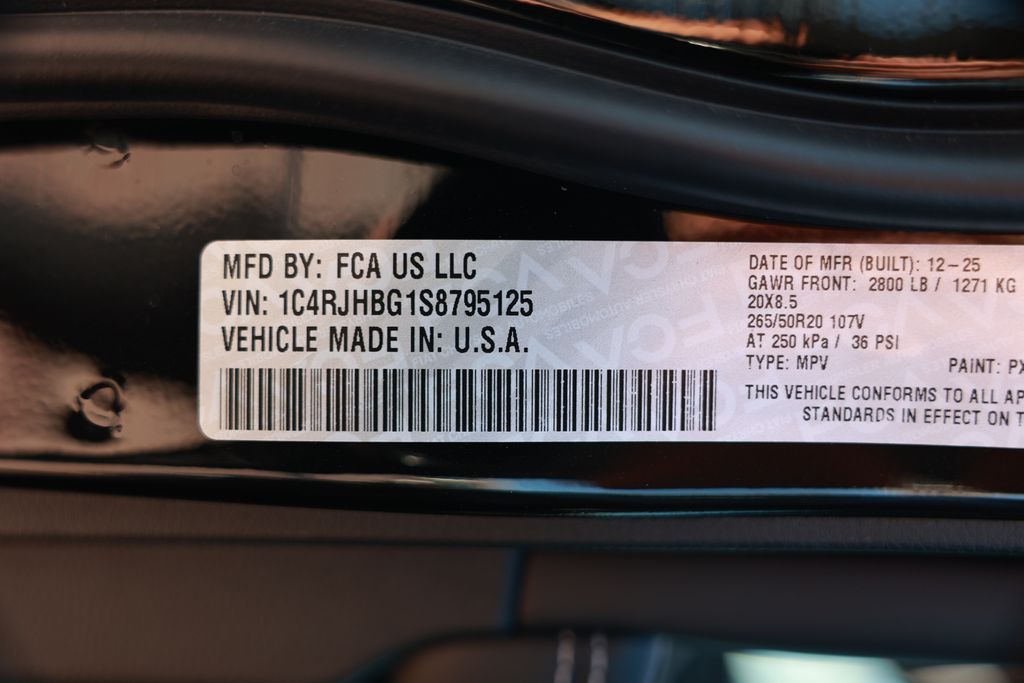 MFD BY: FCA US LLC
VIN: 1C4RJHBG1S8795125
VEHICLE MADE IN: U.S.A.
DATE OF MFR (BUILT): 12-25
GAWR FRONT: 2800 LB / 1271 KG
20X8.5
265/50R20 107V
AT 250 kPa / 36 PSI
TYPE: MPV PAINT: PX
THIS VEHICLE CONFORMS TO ALL AP
STANDARDS IN EFFECT ON T